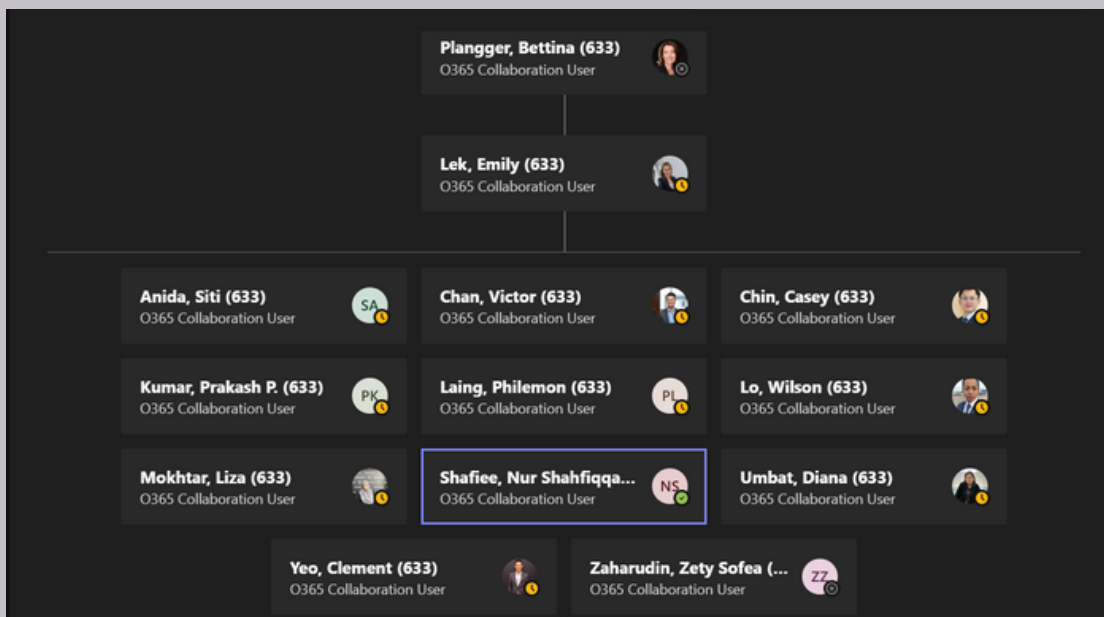 Plangger, Bettina (633)
O365 Collaboration User
Lek, Emily (633)
O365 Collaboration User
Anida, Siti (633)
O365 Collaboration User
SA
Chan, Victor (633)
O365 Collaboration User
Chin, Casey (633)
O365 Collaboration User
Kumar, Prakash P. (633)
O365 Collaboration User
PK
Laing, Philemon (633)
O365 Collaboration User
PL
Lo, Wilson (633)
O365 Collaboration User
Mokhtar, Liza (633)
O365 Collaboration User
Shafiee, Nur Shahfiqqa...
O365 Collaboration User
NS
Umbat, Diana (633)
O365 Collaboration User
Yeo, Clement (633)
O365 Collaboration User
Zaharudin, Zety Sofea (...
O365 Collaboration User
ZZ